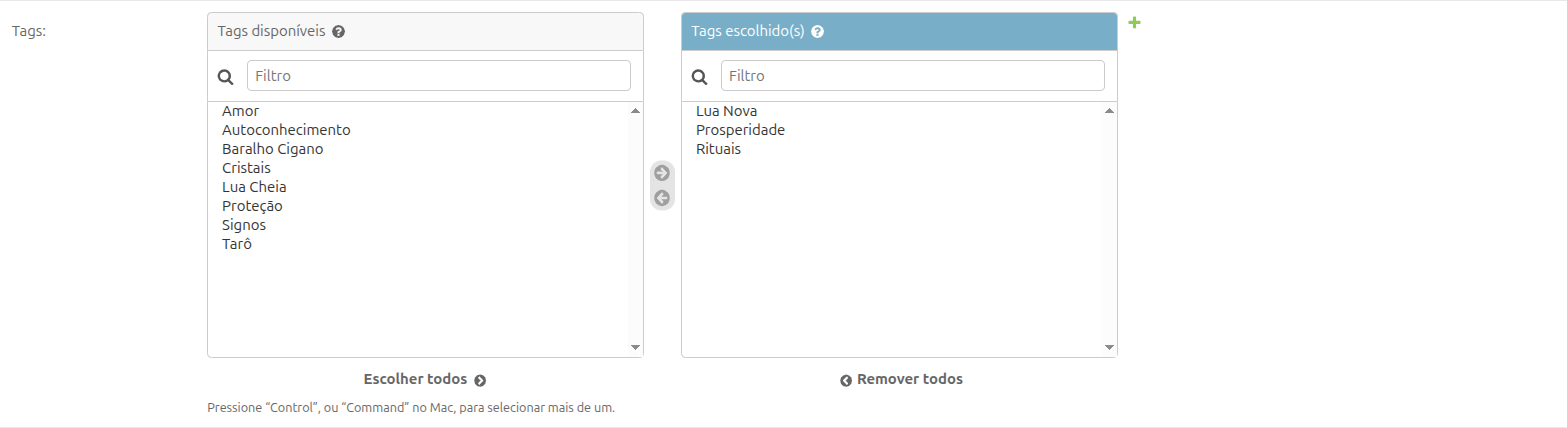 Tags:
Tags disponíveis
Filtro
Amor
Autoconhecimento
Baralho Cigano
Cristais
Lua Cheia
Proteção
Signos
Tarô
Escolher todos
Pressione “Control”, ou “Command” no Mac, para selecionar mais de um.
Tags escolhido(s)
Filtro
Lua Nova
Prosperidade
Rituais
Remover todos